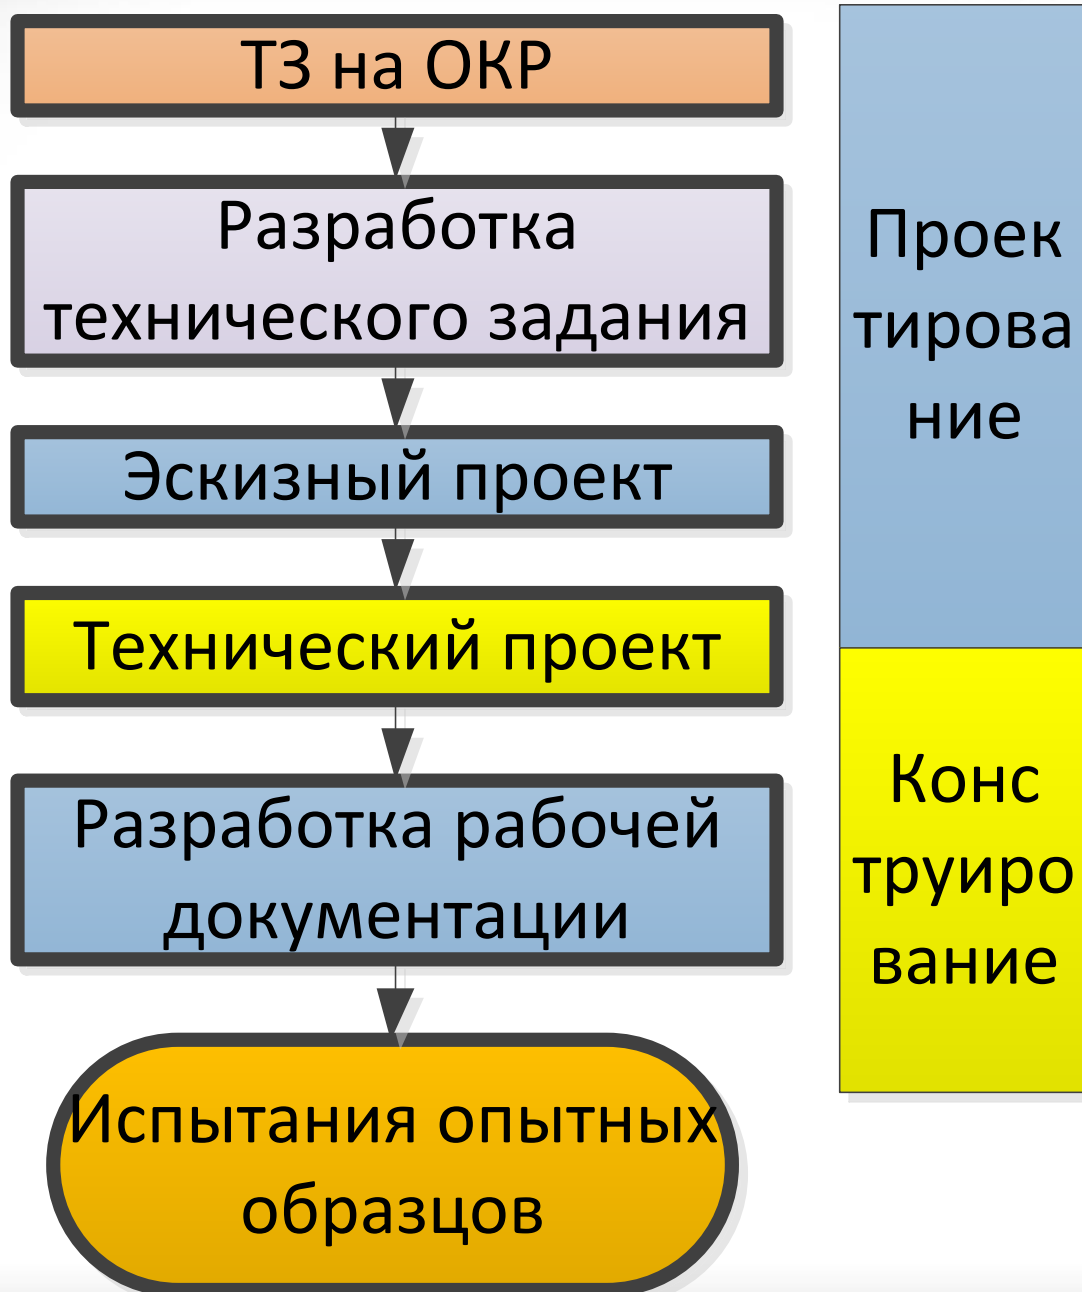 ТЗ на ОКР
Разработка
технического задания
Эскизный проект
Технический проект
Разработка рабочей
документации
Испытания опытных
образцов
Проек
тирова
ние
Конс
труиро
вание